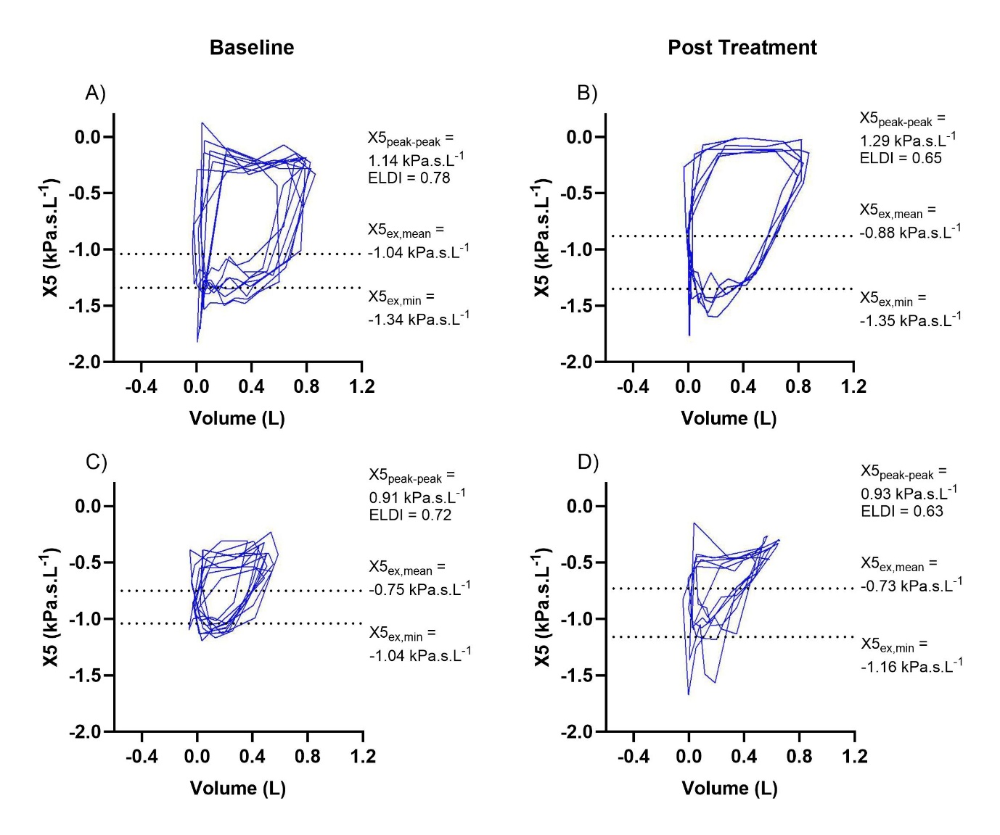 Baseline
Post Treatment
A)
0.0
-0.5
-1.0
-1.5
-2.0
X5 (kPa.s.L-1)
-0.4 0.0 0.4 0.8 1.2
Volume (L)
X5peak-peak =
1.14 kPa.s.L-1
ELDI = 0.78
X5ex,mean =
-1.04 kPa.s.L-1
X5ex,min =
-1.34 kPa.s.L-1
B)
0.0
-0.5
-1.0
-1.5
-2.0
X5 (kPa.s.L-1)
-0.4 0.0 0.4 0.8 1.2
Volume (L)
X5peak-peak =
1.29 kPa.s.L-1
ELDI = 0.65
X5ex,mean =
-0.88 kPa.s.L-1
X5ex,min =
-1.35 kPa.s.L-1
C)
0.0
-0.5
-1.0
-1.5
-2.0
X5 (kPa.s.L-1)
-0.4 0.0 0.4 0.8 1.2
Volume (L)
X5peak-peak =
0.91 kPa.s.L-1
ELDI = 0.72
X5ex,mean =
-0.75 kPa.s.L-1
X5ex,min =
-1.04 kPa.s.L-1
D)
0.0
-0.5
-1.0
-1.5
-2.0
X5 (kPa.s.L-1)
-0.4 0.0 0.4 0.8 1.2
Volume (L)
X5peak-peak =
0.93 kPa.s.L-1
ELDI = 0.63
X5ex,mean =
-0.73 kPa.s.L-1
X5ex,min =
-1.16 kPa.s.L-1